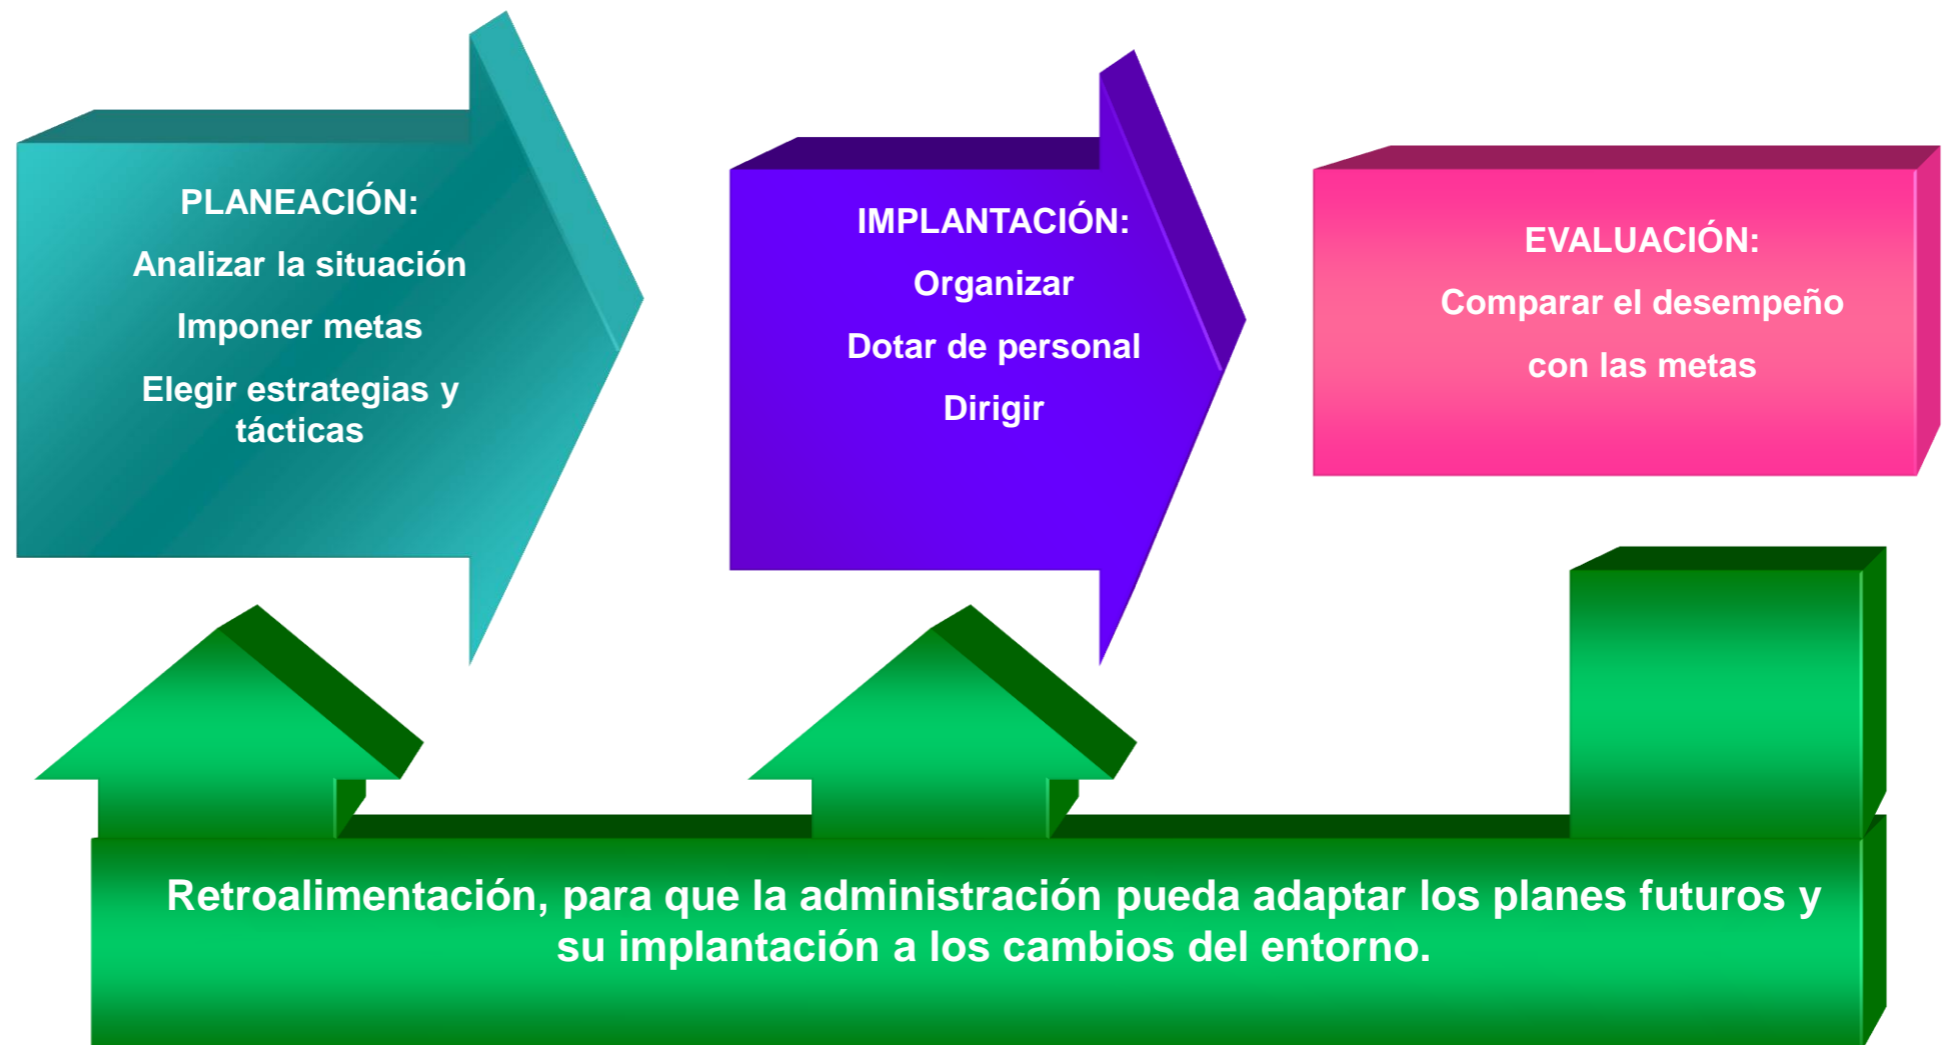 PLANEACIÓN:
Analizar la situación
Imponer metas
Elegir estrategias y
tácticas
IMPLANTACIÓN:
Organizar
Dotar de personal
Dirigir
EVALUACIÓN:
Comparar el desempeño
con las metas
Retroalimentación, para que la administración pueda adaptar los planes futuros y
su implantación a los cambios del entorno.